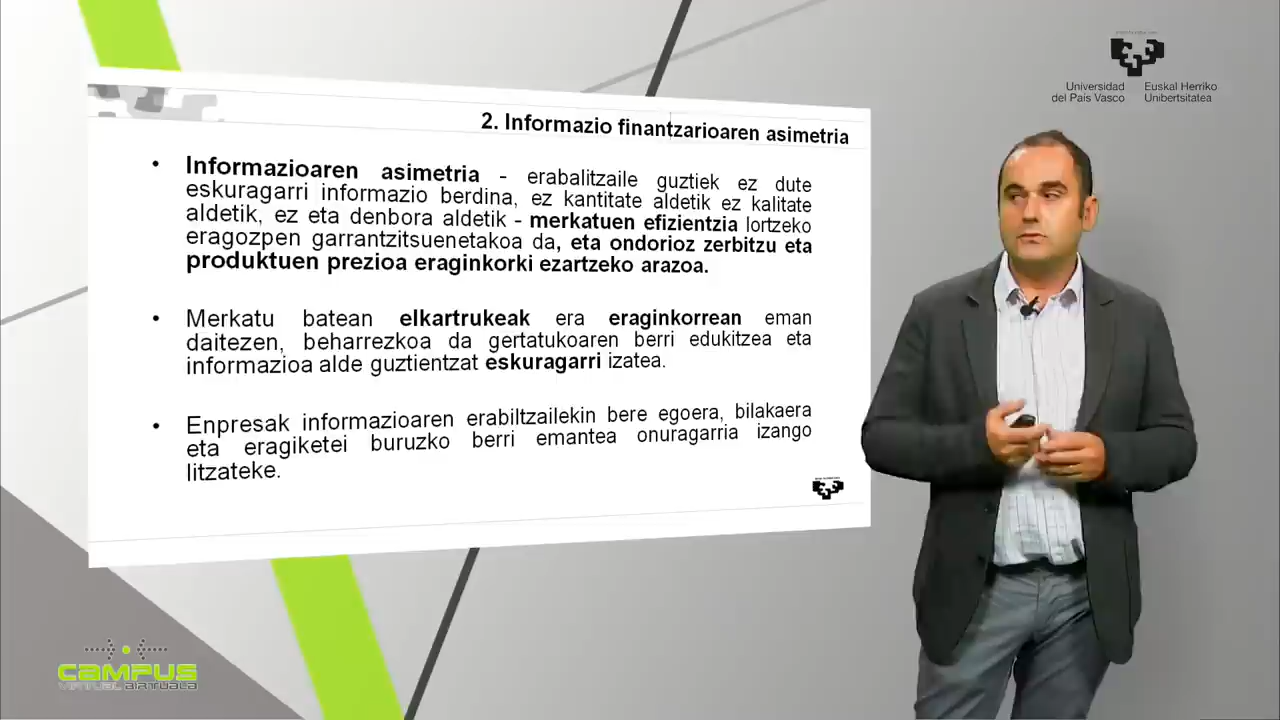 Universidad
del País Vasco
Euskal Herriko
Unibertsitatea
2. Informazio finantzarioaren asimetria
• Informazioaren asimetria - erabalitzaile guztiek ez dute
eskuragarri informazio berdina, ez kantitate aldetik ez kalitate
aldetik, ez eta denbora aldetik - merkatuen efizientzia lortzeko
eragozpen garrantzitsuenetakoa da, eta ondorioz zerbitzu eta
produktuen prezioa eraginkorki ezartzeko arazoa.
• Merkatu batean elkartrukeak era eraginkorrean eman
daitezen, beharrezkoa da gertatukoaren berri edukitzea eta
informazioa alde guztientzat eskuragarri izatea.
• Enpresak informazioaren erabiltzailekin bere egoera, bilakaera
eta eragiketei buruzko berri emantea onuragarria izango
litzateke.
CAMPUS
VIRTUAL BIRTUALA